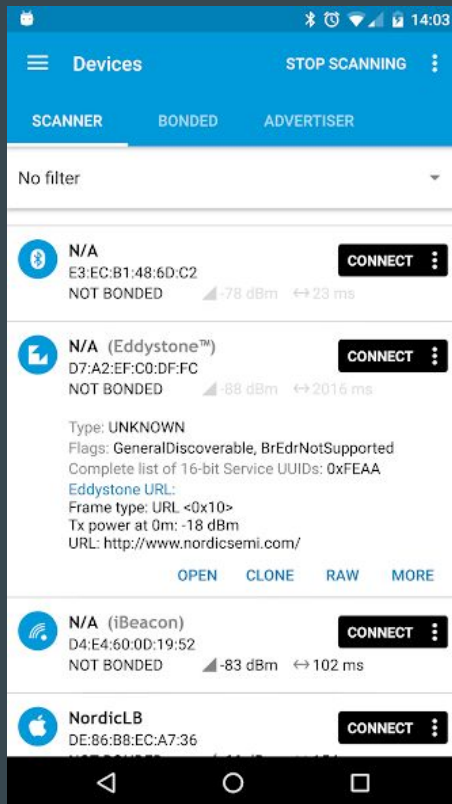 14:03
Devices
STOP SCANNING
SCANNER BONDED ADVERTISER
No filter
N/A
CONNECT
E3:EC:B1:48:6D:C2
NOT BONDED -78 dBm ↔23 ms
N/A (Eddystone™)
CONNECT
D7:A2:EF:C0:DF:FC
NOT BONDED -88 dBm ↔2016 ms
Type: UNKNOWN
Flags: GeneralDiscoverable, BrEdrNotSupported
Complete list of 16-bit Service UUIDs: 0xFEAA
Eddystone URL:
Frame type: URL <0x10>
Tx power at 0m: -18 dBm
URL: http://www.nordicsemi.com/
OPEN CLONE RAW MORE
N/A (iBeacon)
CONNECT
D4:E4:60:0D:19:52
NOT BONDED -83 dBm ↔102 ms
NordicLB
CONNECT
DE:86:B8:EC:A7:36